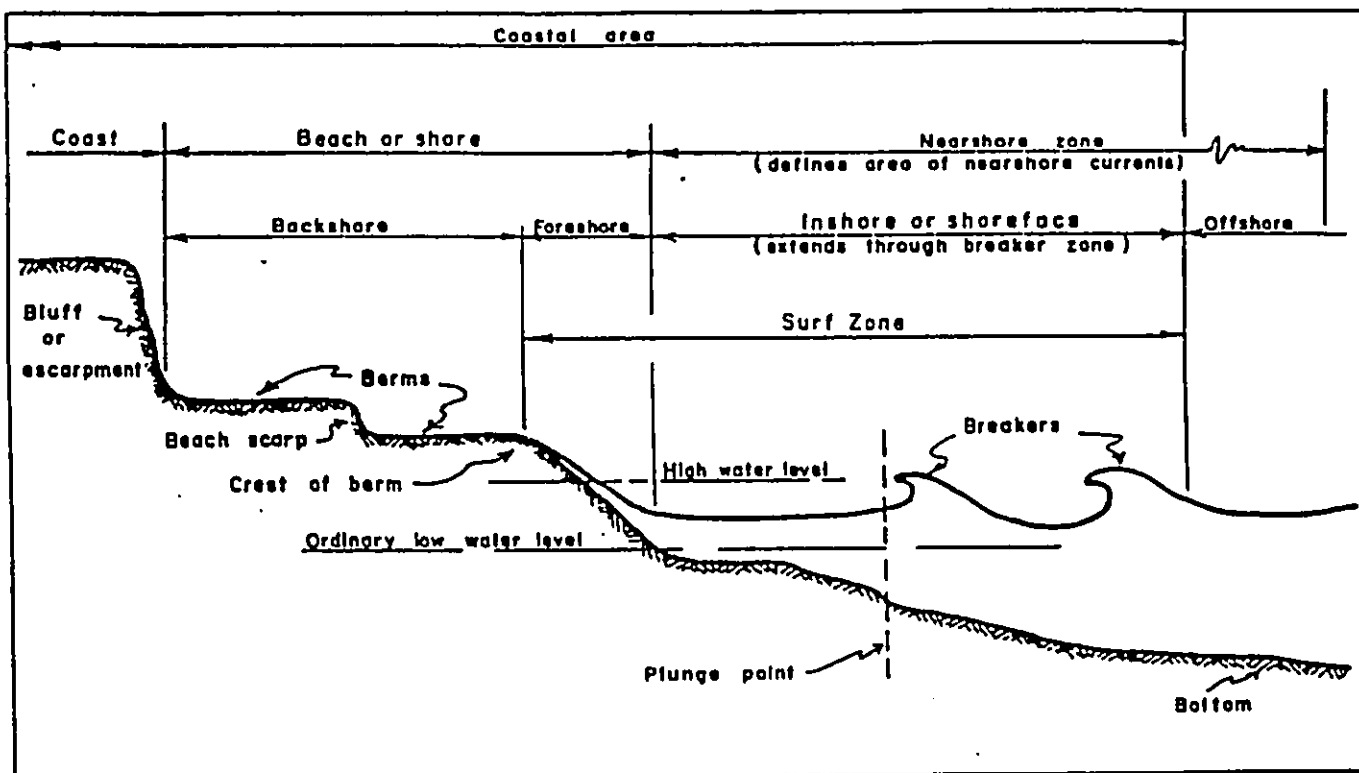 Coastal area
Coast
Beach or share
Nearshore zone
(defines area of nearshore currents)
Backshare
Foreshore
Inshore or shoreface
(extends through breaker zone)
Offshore
Surf Zone
Bluff
or
escarpment
Berms
Beach scarp
Crest of berm
High water level
Breakers
Ordinary low water level
Plunge point
Bottom